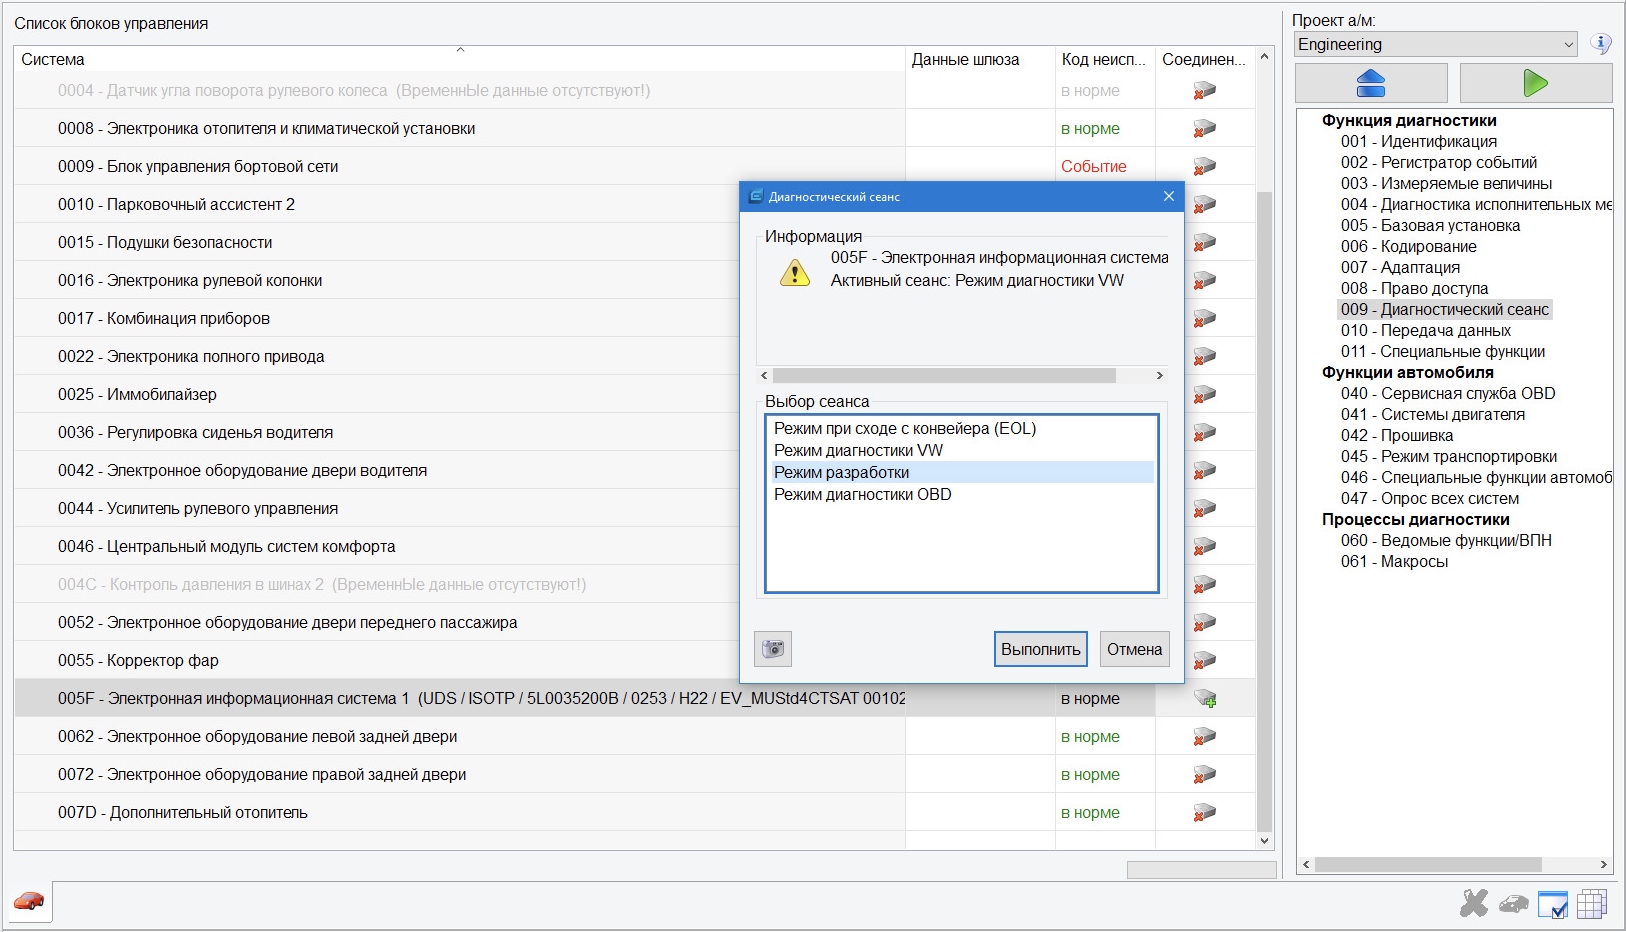 Список блоков управления
Система
Данные шлюза
Код неисп...
Соединен...
0004 - Датчик угла поворота рулевого колеса (ВременнЫе данные отсутствуют!)
в норме
0008 - Электроника отопителя и климатической установки
в норме
0009 - Блок управления бортовой сети
Событие
0010 - Парковочный ассистент 2
0015 - Подушки безопасности
0016 - Электроника рулевой колонки
0017 - Комбинация приборов
0022 - Электроника полного привода
0025 - Иммобилайзер
0036 - Регулировка сиденья водителя
0042 - Электронное оборудование двери водителя
0044 - Усилитель рулевого управления
0046 - Центральный модуль систем комфорта
004C - Контроль давления в шинах 2 (ВременнЫе данные отсутствуют!)
0052 - Электронное оборудование двери переднего пассажира
0055 - Корректор фар
005F - Электронная информационная система 1 (UDS / ISOTP / 5L0035200B / 0253 / H22 / EV_MUStd4CTSAT 00102
в норме
0062 - Электронное оборудование левой задней двери
в норме
0072 - Электронное оборудование правой задней двери
в норме
007D - Дополнительный отопитель
в норме
Диагностический сеанс
Информация
005F - Электронная информационная система
Активный сеанс: Режим диагностики VW
Выбор сеанса
Режим при сходе с конвейера (EOL)
Режим диагностики VW
Режим разработки
Режим диагностики OBD
Выполнить
Отмена
Проект а/м:
Engineering
Функция диагностики
001 - Идентификация
002 - Регистратор событий
003 - Измеряемые величины
004 - Диагностика исполнительных ме
005 - Базовая установка
006 - Кодирование
007 - Адаптация
008 - Право доступа
009 - Диагностический сеанс
010 - Передача данных
011 - Специальные функции
Функции автомобиля
040 - Сервисная служба OBD
041 - Системы двигателя
042 - Прошивка
045 - Режим транспортировки
046 - Специальные функции автомоб
047 - Опрос всех систем
Процессы диагностики
060 - Ведомые функции/ВПН
061 - Макросы